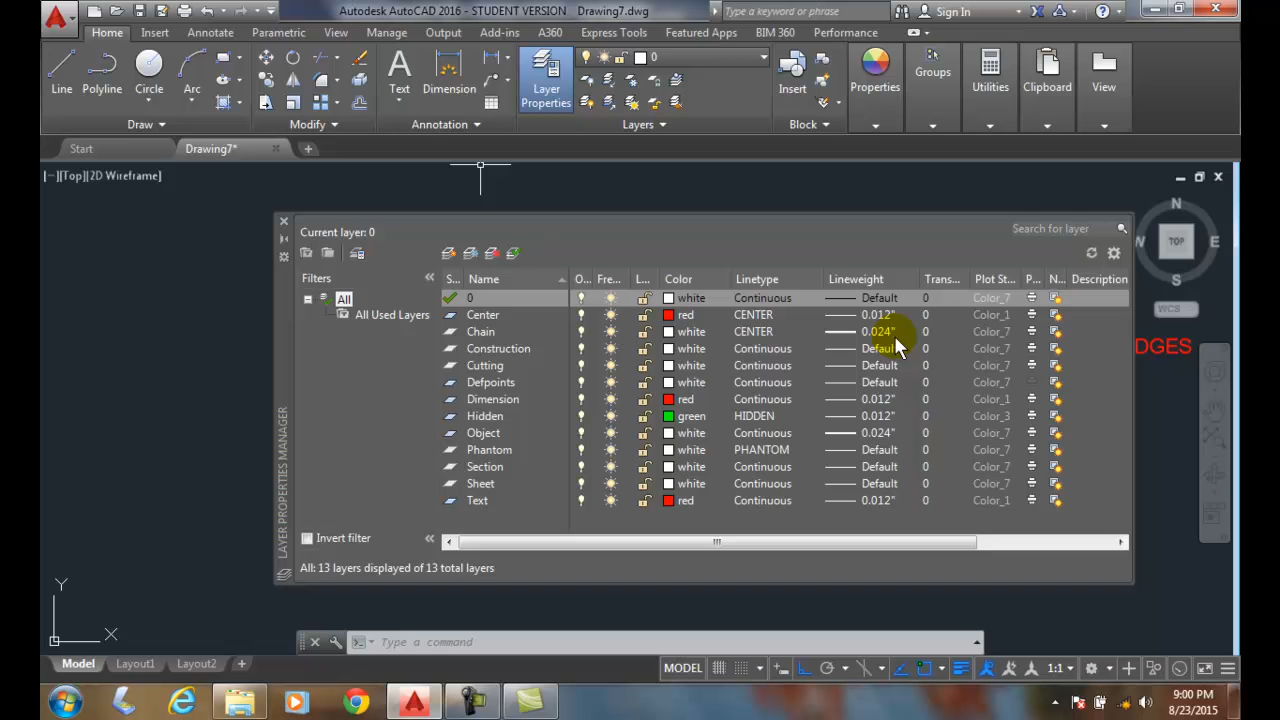 Autodesk AutoCAD 2016 - STUDENT VERSION Drawing7.dwg
Type a keyword or phrase
Sign In
Home Insert Annotate Parametric View Manage Output Add-ins A360 Express Tools Featured Apps BIM 360 Performance
Line Polyline Circle Arc Text Dimension Layer Properties 0 Insert Properties Groups Utilities Clipboard View
Draw Modify Annotation Layers Block
Start Drawing7*
[−][Top][2D Wireframe]
N
W TOP E
S
WCS
DGES
Current layer: 0
Search for layer
Filters
All
All Used Layers
S... Name O... Fre... L... Color Linetype Lineweight Trans... Plot St... P... N... Description
0 white Continuous Default 0 Color_7
Center red CENTER 0.012" 0 Color_1
Chain white CENTER 0.024" 0 Color_7
Construction white Continuous Default 0 Color_7
Cutting white Continuous Default 0 Color_7
Defpoints white Continuous Default 0 Color_7
Dimension red Continuous 0.012" 0 Color_1
Hidden green HIDDEN 0.012" 0 Color_3
Object white Continuous 0.024" 0 Color_7
Phantom white PHANTOM Default 0 Color_7
Section white Continuous Default 0 Color_7
Sheet white Continuous Default 0 Color_7
Text red Continuous 0.012" 0 Color_1
Invert filter
All: 13 layers displayed of 13 total layers
LAYER PROPERTIES MANAGER
Y
X
Type a command
Model Layout1 Layout2
MODEL 1:1
9:00 PM
8/23/2015